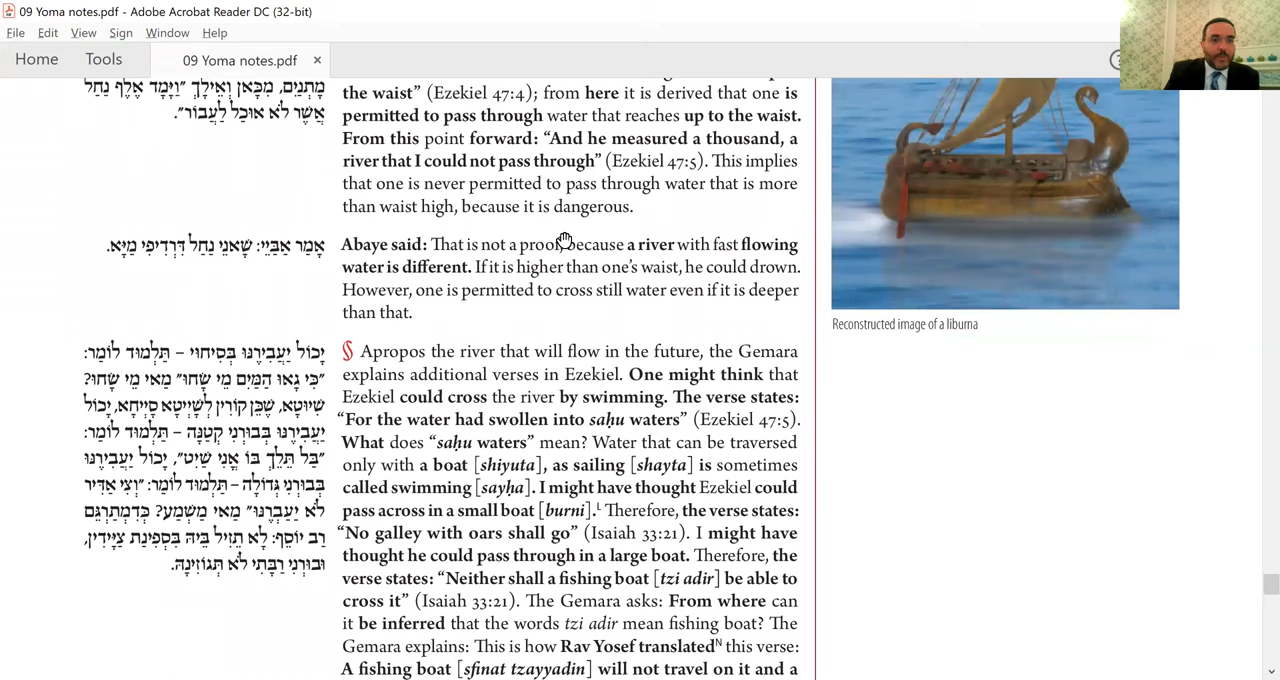 09 Yoma notes.pdf - Adobe Acrobat Reader DC (32-bit)
File Edit View Sign Window Help
Home Tools 09 Yoma notes.pdf ×
מָתְנַיִם, מִכָּאן וְאֵילָךְ ״וַיָּמׇד אֶלֶף נַחַל
אֲשֶׁר לֹא אוּכַל לַעֲבוֹר״.
אָמַר אַבַּיֵי: שָׁאנֵי נַחַל דִּרְדִיפִי מַיָּא.
יָכוֹל יַעֲבִירֶנּוּ בְּסִיחוּי – תַּלְמוּד לוֹמַר:
״כִּי גָאוּ הַמַּיִם מֵי שָׂחוּ״ מַאי מֵי שָׂחוּ?
שִׁיוּטָא, שֶׁכֵּן קוֹרִין לְשָׁיְיטָא סָיְיחָא, יָכוֹל
יַעֲבִירֶנּוּ בְּבוּרְנִי קְטַנָּה – תַּלְמוּד לוֹמַר:
״בַּל תֵּלֶךְ בּוֹ אֳנִי שַׁיִט״, יָכוֹל יַעֲבִירֶנּוּ
בְּבוּרְנִי גְּדוֹלָה – תַּלְמוּד לוֹמַר: ״וְצִי אַדִּיר
לֹא יַעַבְרֶנּוּ״ מַאי מַשְׁמַע? כְּדִמְתַרְגֵּם
רַב יוֹסֵף: לָא תֵּזִיל בֵּיהּ בִּסְפִינַת צַיָּידִין,
וּבוּרְנִי רַבָּתִי לֹא תְּגוֹזִינַהּ.
the waist” (Ezekiel 47:4); from here it is derived that one is
permitted to pass through water that reaches up to the waist.
From this point forward: “And he measured a thousand, a
river that I could not pass through” (Ezekiel 47:5). This implies
that one is never permitted to pass through water that is more
than waist high, because it is dangerous.
Abaye said: That is not a proof, because a river with fast flowing
water is different. If it is higher than one’s waist, he could drown.
However, one is permitted to cross still water even if it is deeper
than that.
§ Apropos the river that will flow in the future, the Gemara
explains additional verses in Ezekiel. One might think that
Ezekiel could cross the river by swimming. The verse states:
“For the water had swollen into saḥu waters” (Ezekiel 47:5).
What does “saḥu waters” mean? Water that can be traversed
only with a boat [shiyuta], as sailing [shayta] is sometimes
called swimming [sayḥa]. I might have thought Ezekiel could
pass across in a small boat [burni].L Therefore, the verse states:
“No galley with oars shall go” (Isaiah 33:21). I might have
thought he could pass through in a large boat. Therefore, the
verse states: “Neither shall a fishing boat [tzi adir] be able to
cross it” (Isaiah 33:21). The Gemara asks: From where can
it be inferred that the words tzi adir mean fishing boat? The
Gemara explains: This is how Rav Yosef translatedN this verse:
A fishing boat [sfinat tzayyadin] will not travel on it and a
Reconstructed image of a liburna